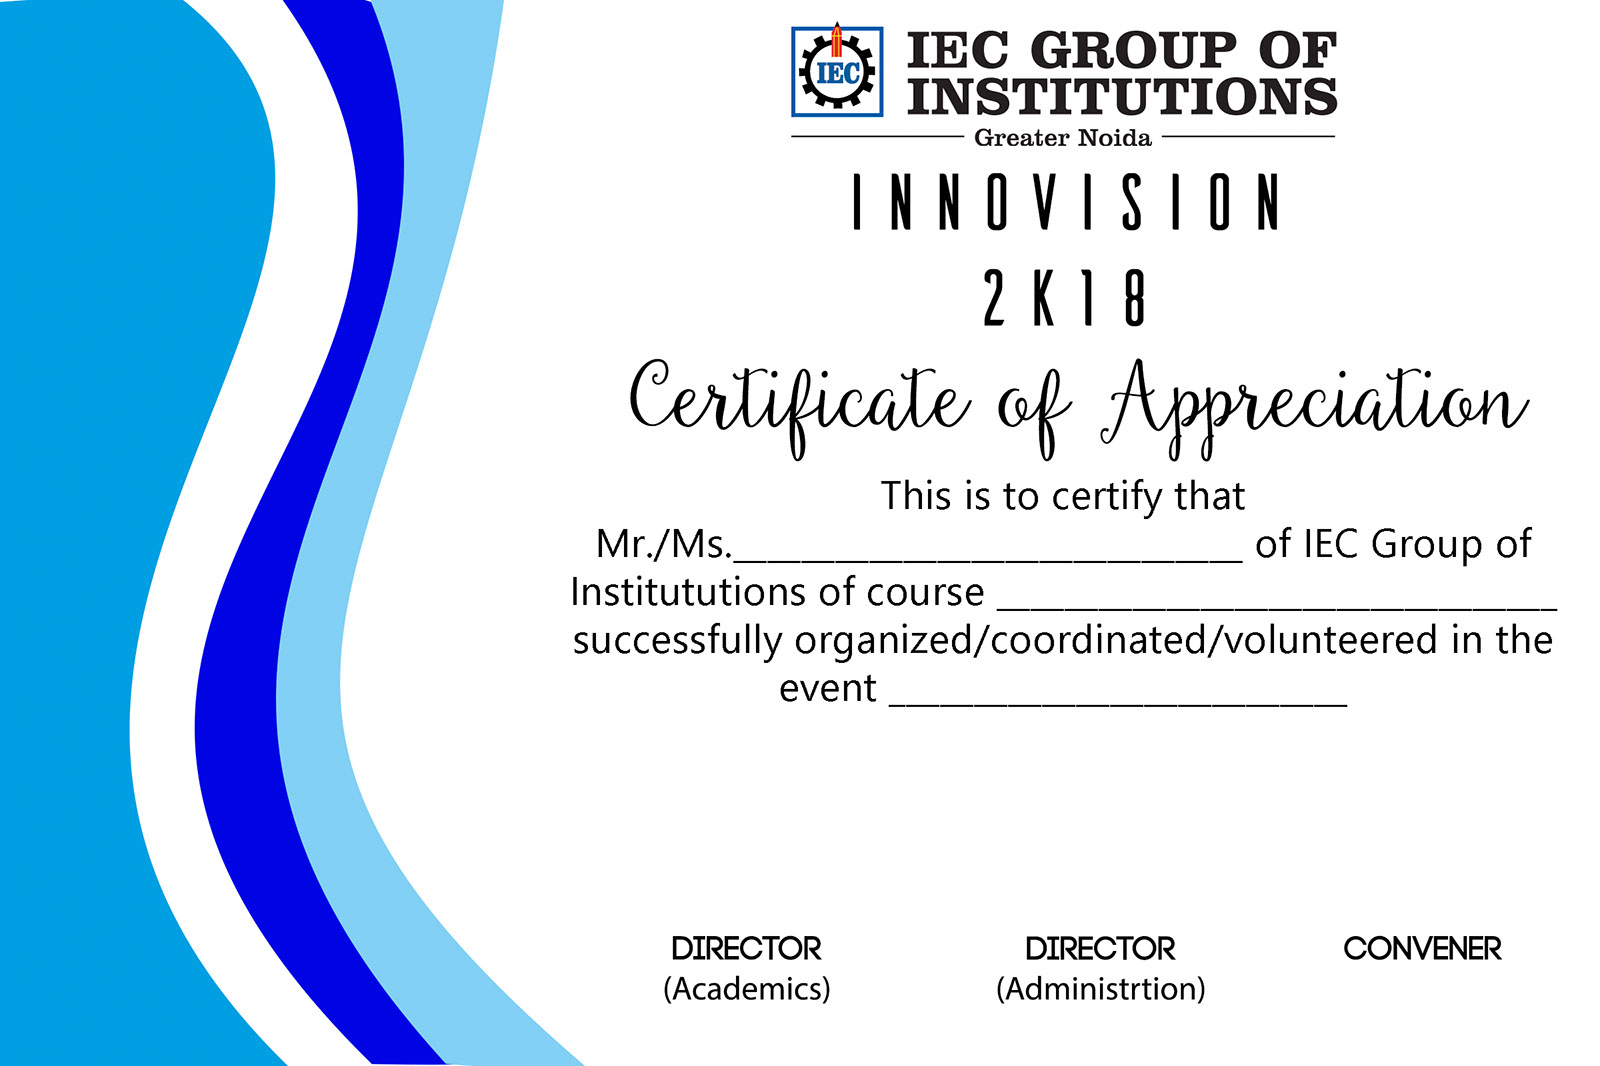 IEC
IEC GROUP OF
INSTITUTIONS
Greater Noida
INNOVISION
2K18
Certificate of Appreciation
This is to certify that
Mr./Ms.______________________________ of IEC Group of
Institututions of course _________________________________
successfully organized/coordinated/volunteered in the
event ___________________________
DIRECTOR DIRECTOR CONVENER
(Academics) (Administrtion)